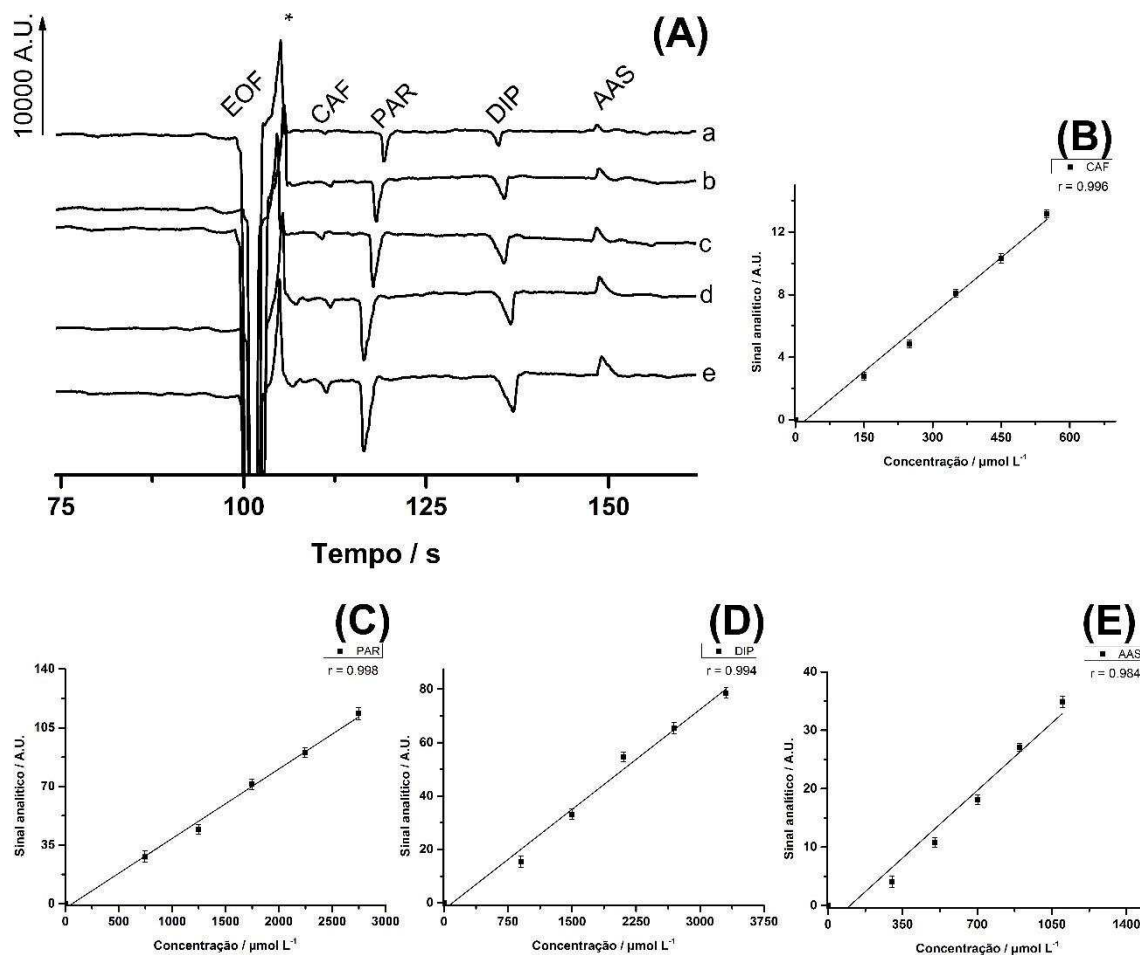 (A)
*
10000 A.U.
EOF
CAF
PAR
DIP
AAS
a
b
c
d
e
75 100 125 150
Tempo / s
(B)
CAF
r = 0.996
Sinal analítico / A.U.
12
8
4
0
0 150 300 450 600
Concentração / µmol L⁻¹
(C)
PAR
r = 0.998
Sinal analítico / A.U.
140
105
70
35
0
0 500 1000 1500 2000 2500 3000
Concentração / µmol L⁻¹
(D)
DIP
r = 0.994
Sinal analítico / A.U.
80
60
40
20
0
0 750 1500 2250 3000 3750
Concentração / µmol L⁻¹
(E)
AAS
r = 0.984
Sinal analítico / A.U.
40
30
20
10
0
0 350 700 1050 1400
Concentração / µmol L⁻¹